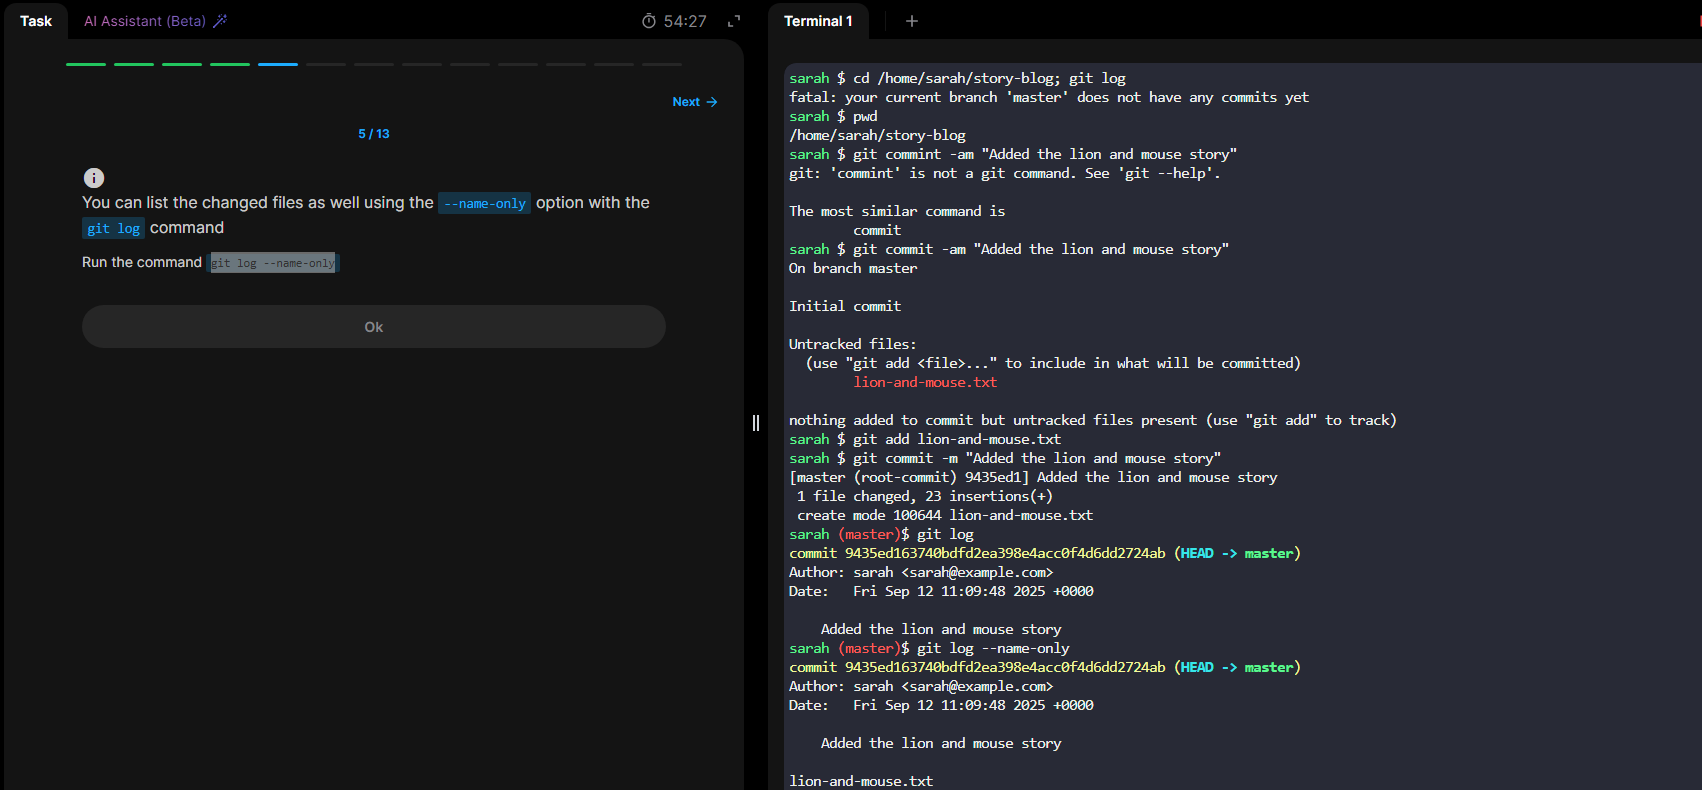 Task
AI Assistant (Beta)
54:27
Next →
5 / 13
You can list the changed files as well using the --name-only option with the
git log command
Run the command git log --name-only
Ok
Terminal 1
+
sarah $ cd /home/sarah/story-blog; git log
fatal: your current branch 'master' does not have any commits yet
sarah $ pwd
/home/sarah/story-blog
sarah $ git commint -am "Added the lion and mouse story"
git: 'commint' is not a git command. See 'git --help'.
The most similar command is
commit
sarah $ git commit -am "Added the lion and mouse story"
On branch master
Initial commit
Untracked files:
(use "git add <file>..." to include in what will be committed)
lion-and-mouse.txt
nothing added to commit but untracked files present (use "git add" to track)
sarah $ git add lion-and-mouse.txt
sarah $ git commit -m "Added the lion and mouse story"
[master (root-commit) 9435ed1] Added the lion and mouse story
1 file changed, 23 insertions(+)
create mode 100644 lion-and-mouse.txt
sarah (master)$ git log
commit 9435ed163740bdfd2ea398e4acc0f4d6dd2724ab (HEAD -> master)
Author: sarah <sarah@example.com>
Date:   Fri Sep 12 11:09:48 2025 +0000
Added the lion and mouse story
sarah (master)$ git log --name-only
commit 9435ed163740bdfd2ea398e4acc0f4d6dd2724ab (HEAD -> master)
Author: sarah <sarah@example.com>
Date:   Fri Sep 12 11:09:48 2025 +0000
Added the lion and mouse story
lion-and-mouse.txt